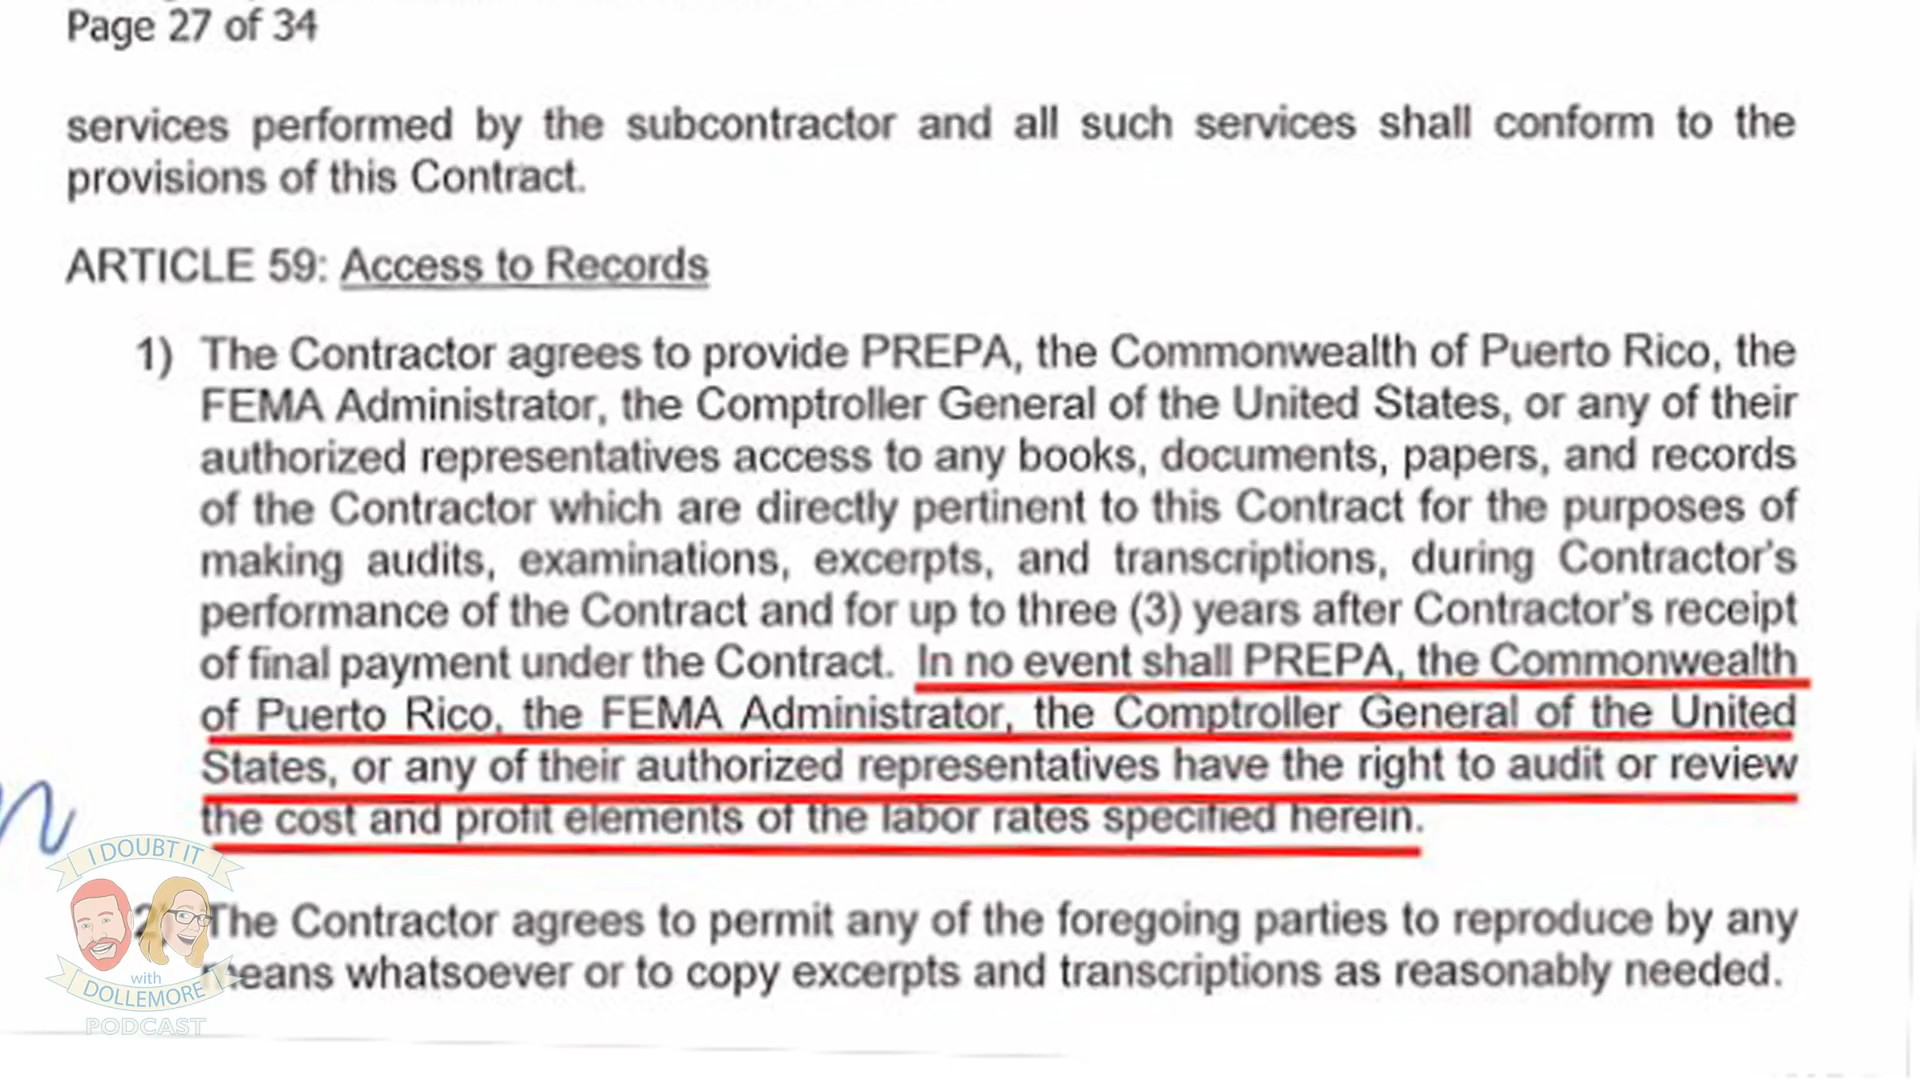 Page 27 of 34
services performed by the subcontractor and all such services shall conform to the
provisions of this Contract.
ARTICLE 59: Access to Records
1) The Contractor agrees to provide PREPA, the Commonwealth of Puerto Rico, the
FEMA Administrator, the Comptroller General of the United States, or any of their
authorized representatives access to any books, documents, papers, and records
of the Contractor which are directly pertinent to this Contract for the purposes of
making audits, examinations, excerpts, and transcriptions, during Contractor's
performance of the Contract and for up to three (3) years after Contractor's receipt
of final payment under the Contract. In no event shall PREPA, the Commonwealth
of Puerto Rico, the FEMA Administrator, the Comptroller General of the United
States, or any of their authorized representatives have the right to audit or review
the cost and profit elements of the labor rates specified herein.
2) The Contractor agrees to permit any of the foregoing parties to reproduce by any
means whatsoever or to copy excerpts and transcriptions as reasonably needed.
I DOUBT IT
with
DOLLEMORE
PODCAST